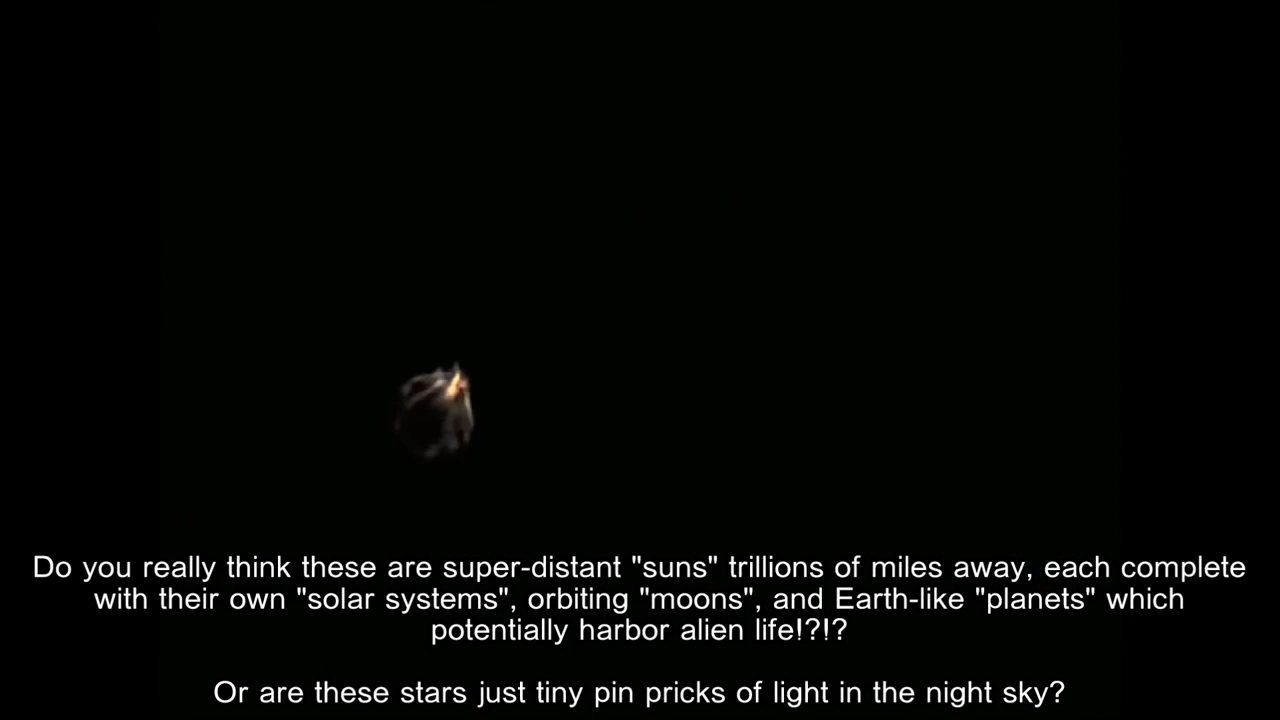 Do you really think these are super-distant "suns" trillions of miles away, each complete
with their own "solar systems", orbiting "moons", and Earth-like "planets" which
potentially harbor alien life!?!?
Or are these stars just tiny pin pricks of light in the night sky?